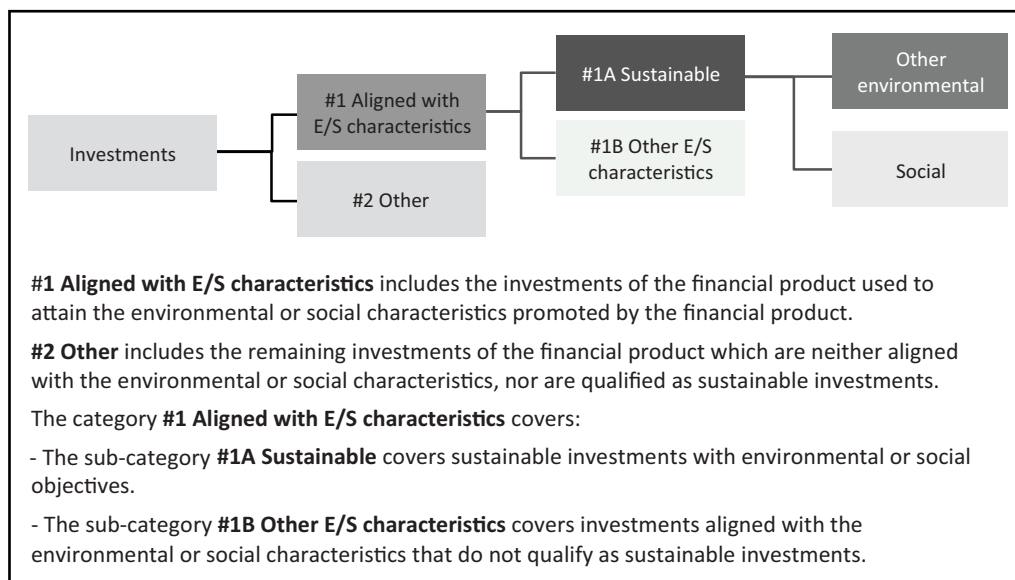 Investments
#1 Aligned with
E/S characteristics
#2 Other
#1A Sustainable
#1B Other E/S
characteristics
Other
environmental
Social
#1 Aligned with E/S characteristics includes the investments of the financial product used to
attain the environmental or social characteristics promoted by the financial product.
#2 Other includes the remaining investments of the financial product which are neither aligned
with the environmental or social characteristics, nor are qualified as sustainable investments.
The category #1 Aligned with E/S characteristics covers:
- The sub-category #1A Sustainable covers sustainable investments with environmental or social
objectives.
- The sub-category #1B Other E/S characteristics covers investments aligned with the
environmental or social characteristics that do not qualify as sustainable investments.